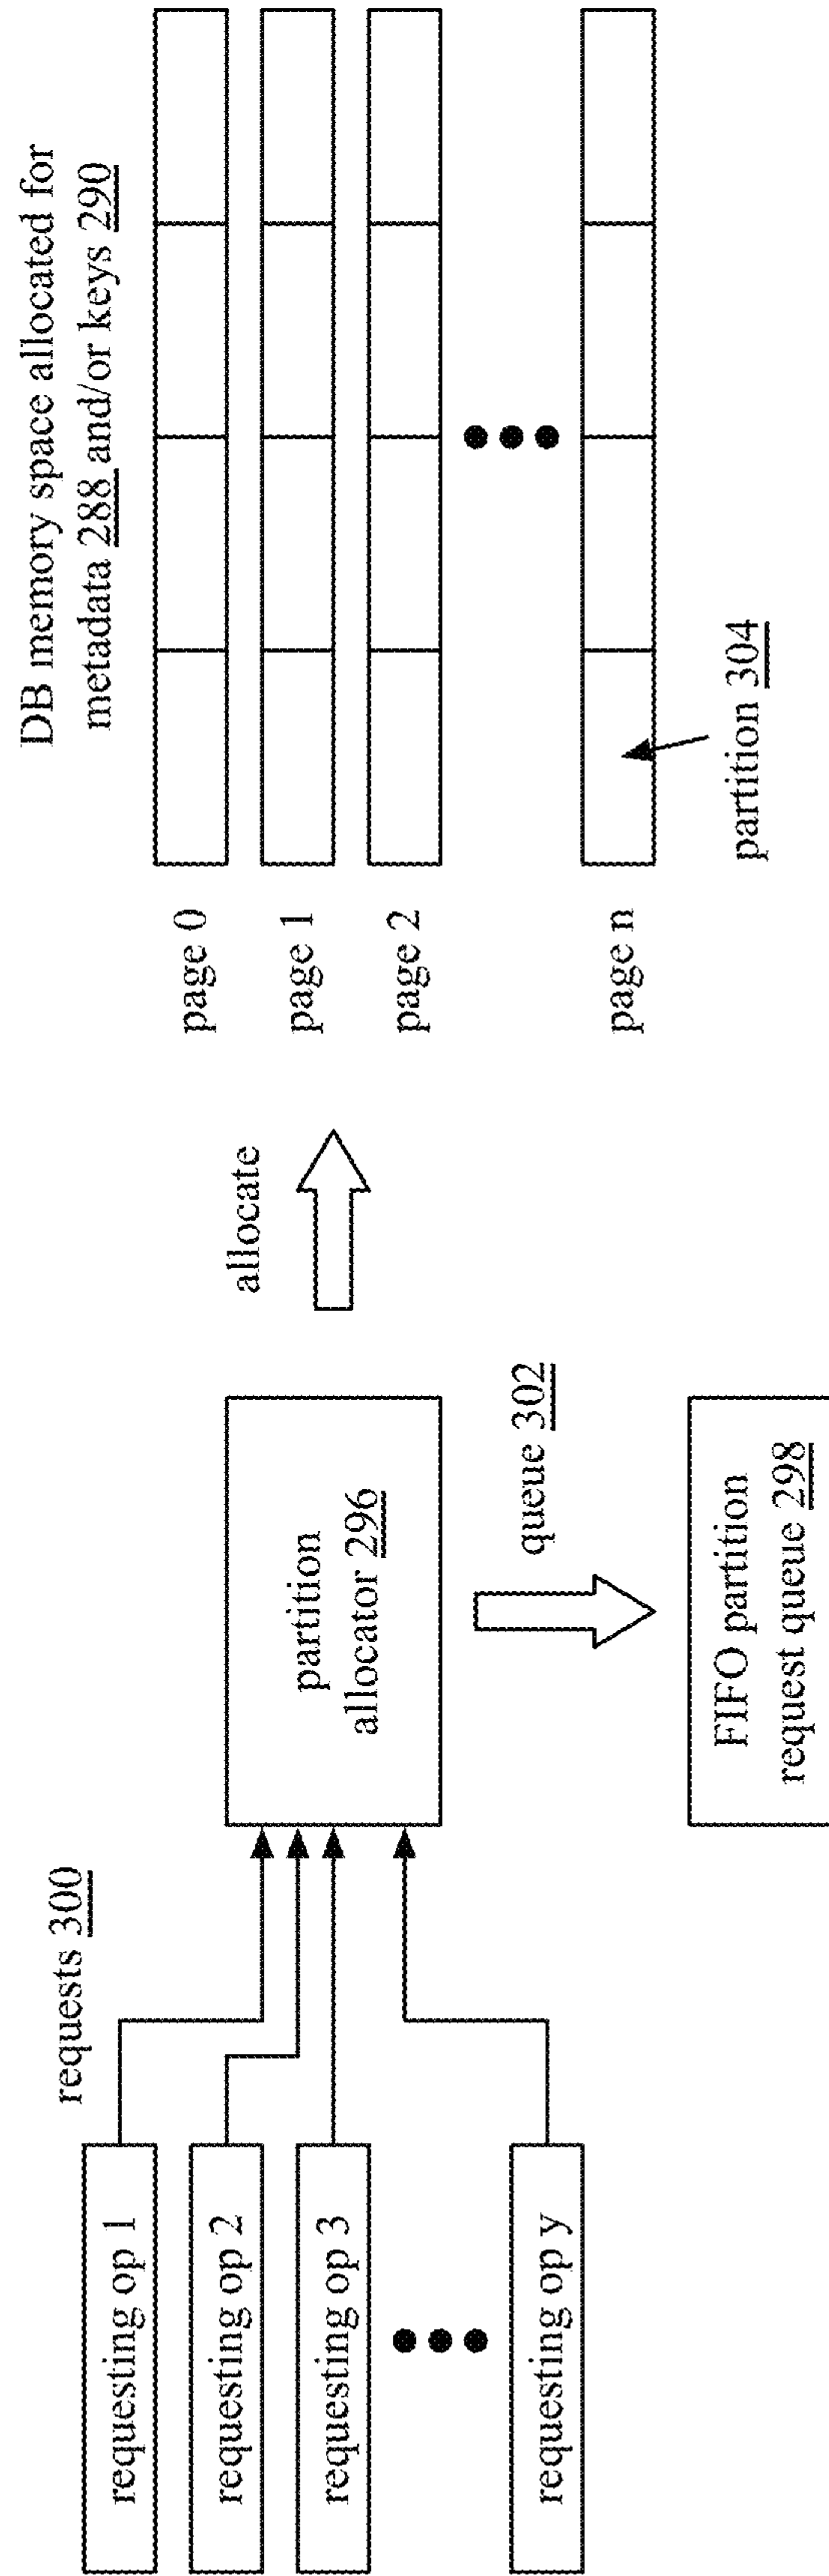 requesting op 1
requesting op 2
requesting op 3
requesting op y
requests 300
partition
allocator 296
queue 302
FIFO partition
request queue 298
allocate
DB memory space allocated for
metadata 288 and/or keys 290
page 0
page 1
page 2
page n
partition 304